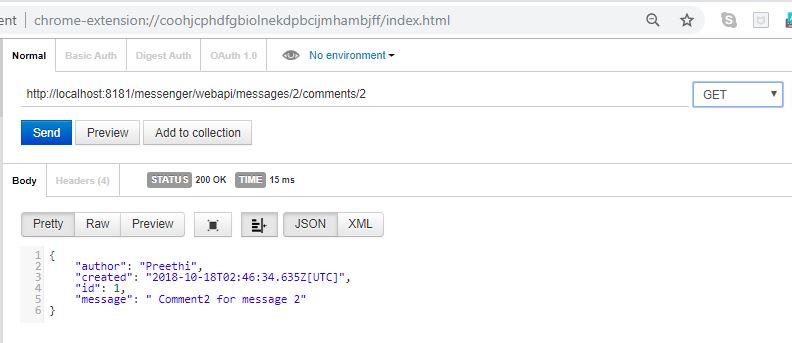 ent | chrome-extension://coohjcphdfgbiolnekdpbcijmhambjff/index.html
Normal Basic Auth Digest Auth OAuth 1.0 No environment
http://localhost:8181/messenger/webapi/messages/2/comments/2 GET
Send Preview Add to collection
Body Headers (4) STATUS 200 OK TIME 15 ms
Pretty Raw Preview JSON XML
1 {
2 "author": "Preethi",
3 "created": "2018-10-18T02:46:34.635Z[UTC]",
4 "id": 1,
5 "message": " Comment2 for message 2"
6 }